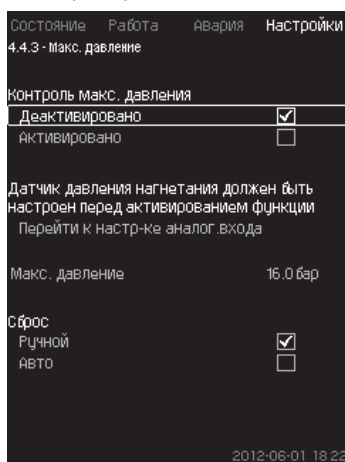 Состояние Работа Авария Настройки
4.4.3 - Макс. давление
Контроль макс. давления
Деактивировано
Активировано
Датчик давления нагнетания должен быть
настроен перед активированием функции
Перейти к настр-ке аналог.входа
Макс. давление 16.0 бар
Сброс
Ручной
Авто
2012-06-01 18:22